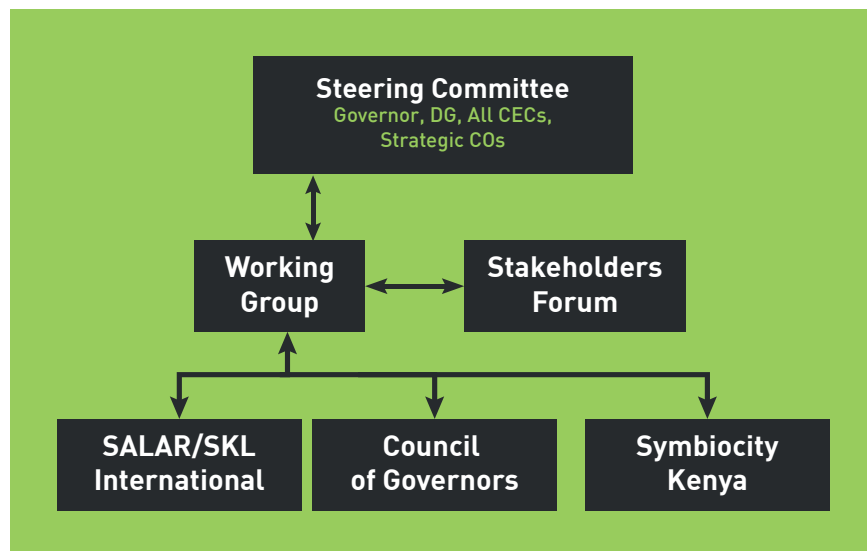 Steering Committee
Governor, DG, All CECs,
Strategic COs
Working
Group
Stakeholders
Forum
SALAR/SKL
International
Council
of Governors
Symbiocity
Kenya